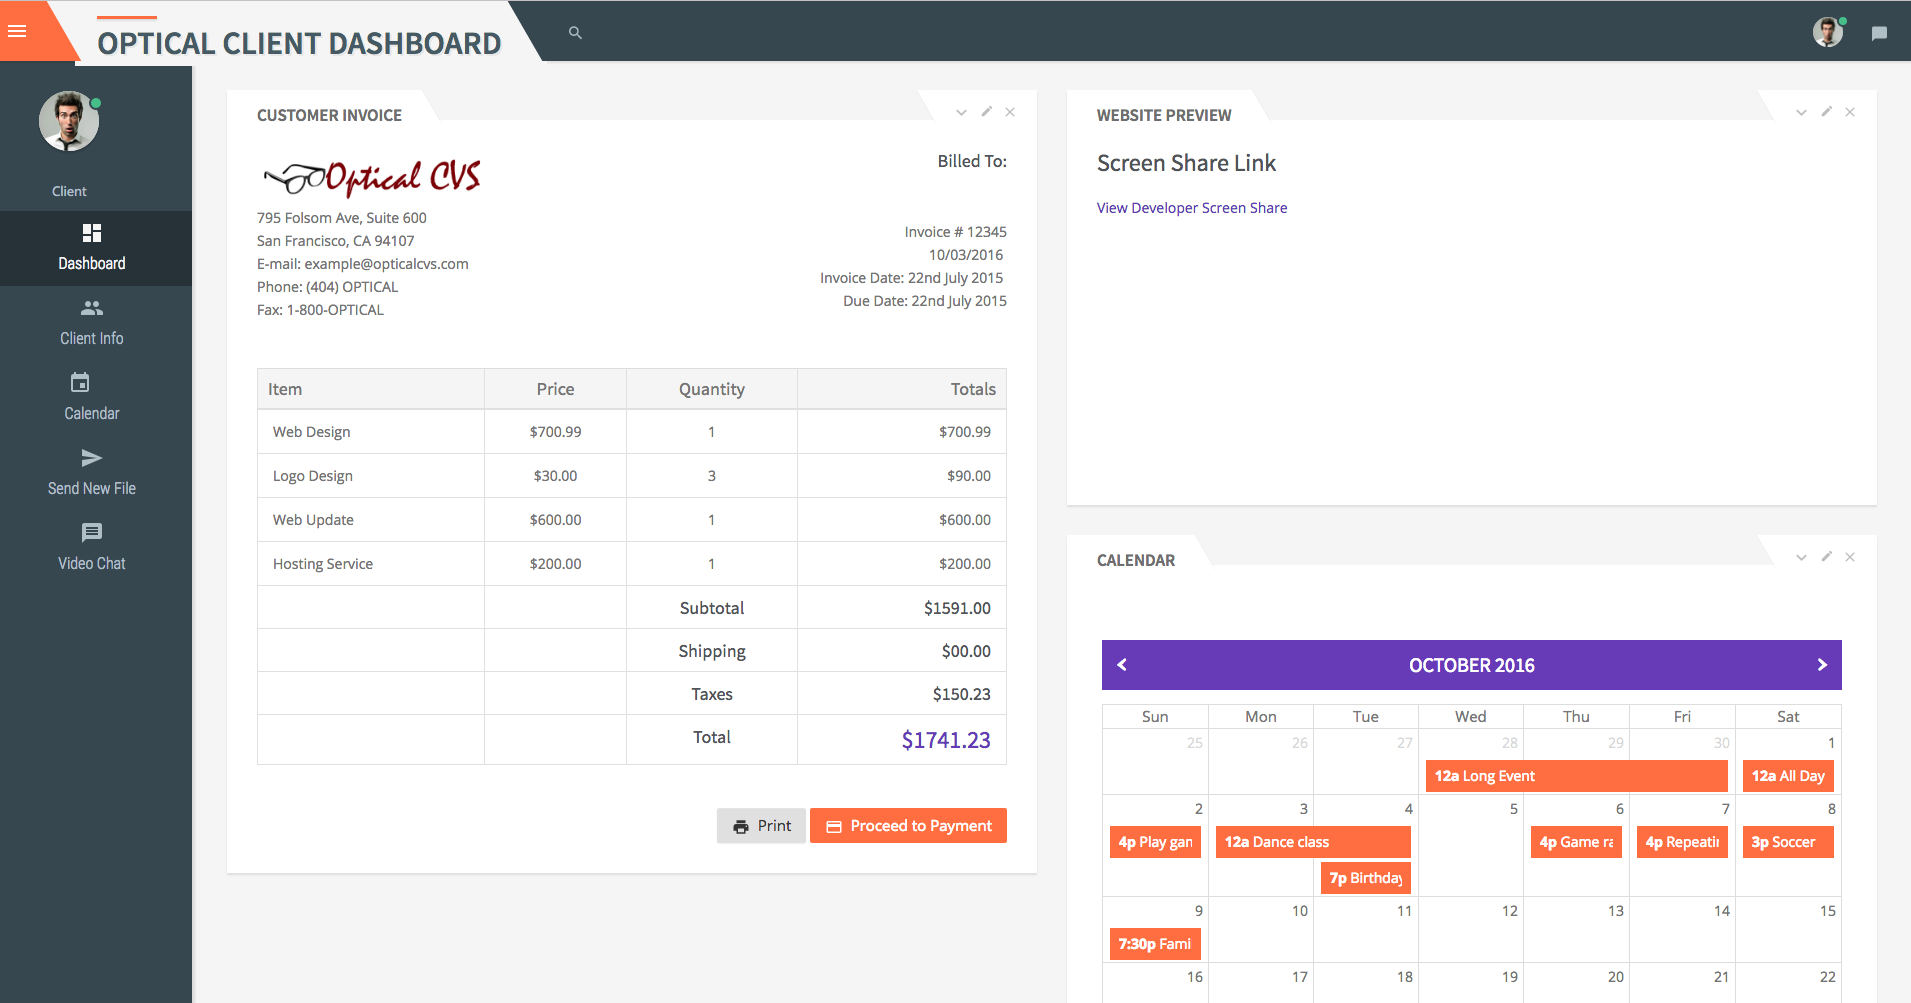 OPTICAL CLIENT DASHBOARD
Client
Dashboard
Client Info
Calendar
Send New File
Video Chat
CUSTOMER INVOICE
Optical CVS
795 Folsom Ave, Suite 600
San Francisco, CA 94107
E-mail: example@opticalcvs.com
Phone: (404) OPTICAL
Fax: 1-800-OPTICAL
Billed To:
Invoice # 12345
10/03/2016
Invoice Date: 22nd July 2015
Due Date: 22nd July 2015
Item Price Quantity Totals
Web Design $700.99 1 $700.99
Logo Design $30.00 3 $90.00
Web Update $600.00 1 $600.00
Hosting Service $200.00 1 $200.00
Subtotal $1591.00
Shipping $00.00
Taxes $150.23
Total $1741.23
Print Proceed to Payment
WEBSITE PREVIEW
Screen Share Link
View Developer Screen Share
CALENDAR
OCTOBER 2016
Sun Mon Tue Wed Thu Fri Sat
25 26 27 28 29 30 1
12a Long Event 12a All Day
2 3 4 5 6 7 8
4p Play gan 12a Dance class 4p Game ra 4p Repeatin 3p Soccer
7p Birthday
9 10 11 12 13 14 15
7:30p Fami
16 17 18 19 20 21 22